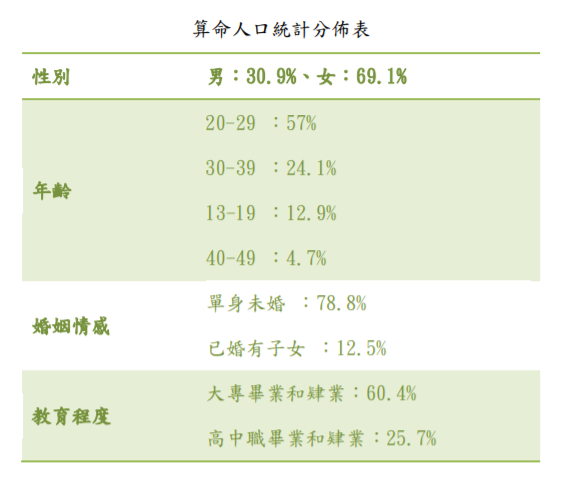 算命人口統計分佈表
性別 男：30.9%、女：69.1%
年齡
20-29 ：57%
30-39 ：24.1%
13-19 ：12.9%
40-49 ：4.7%
婚姻情感
單身未婚 ：78.8%
已婚有子女 ：12.5%
教育程度
大專畢業和肄業：60.4%
高中職畢業和肄業：25.7%